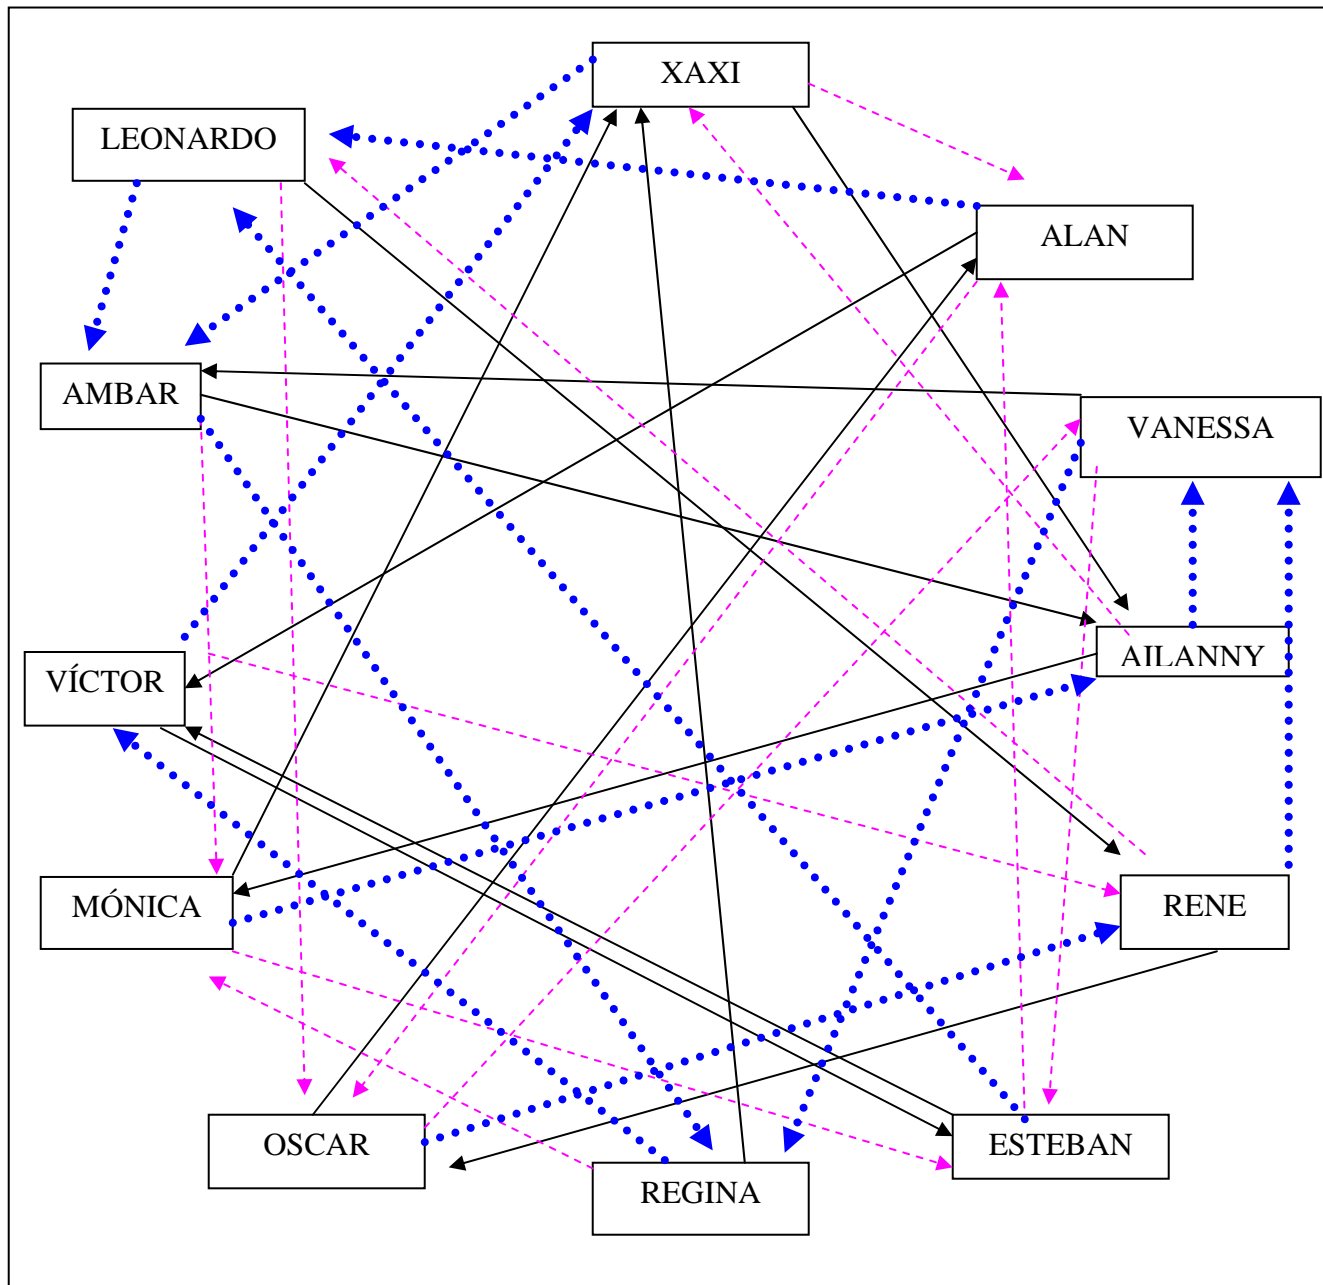 XAXI
LEONARDO
ALAN
AMBAR
VANESSA
AILANNY
VÍCTOR
MÓNICA
RENE
OSCAR
ESTEBAN
REGINA